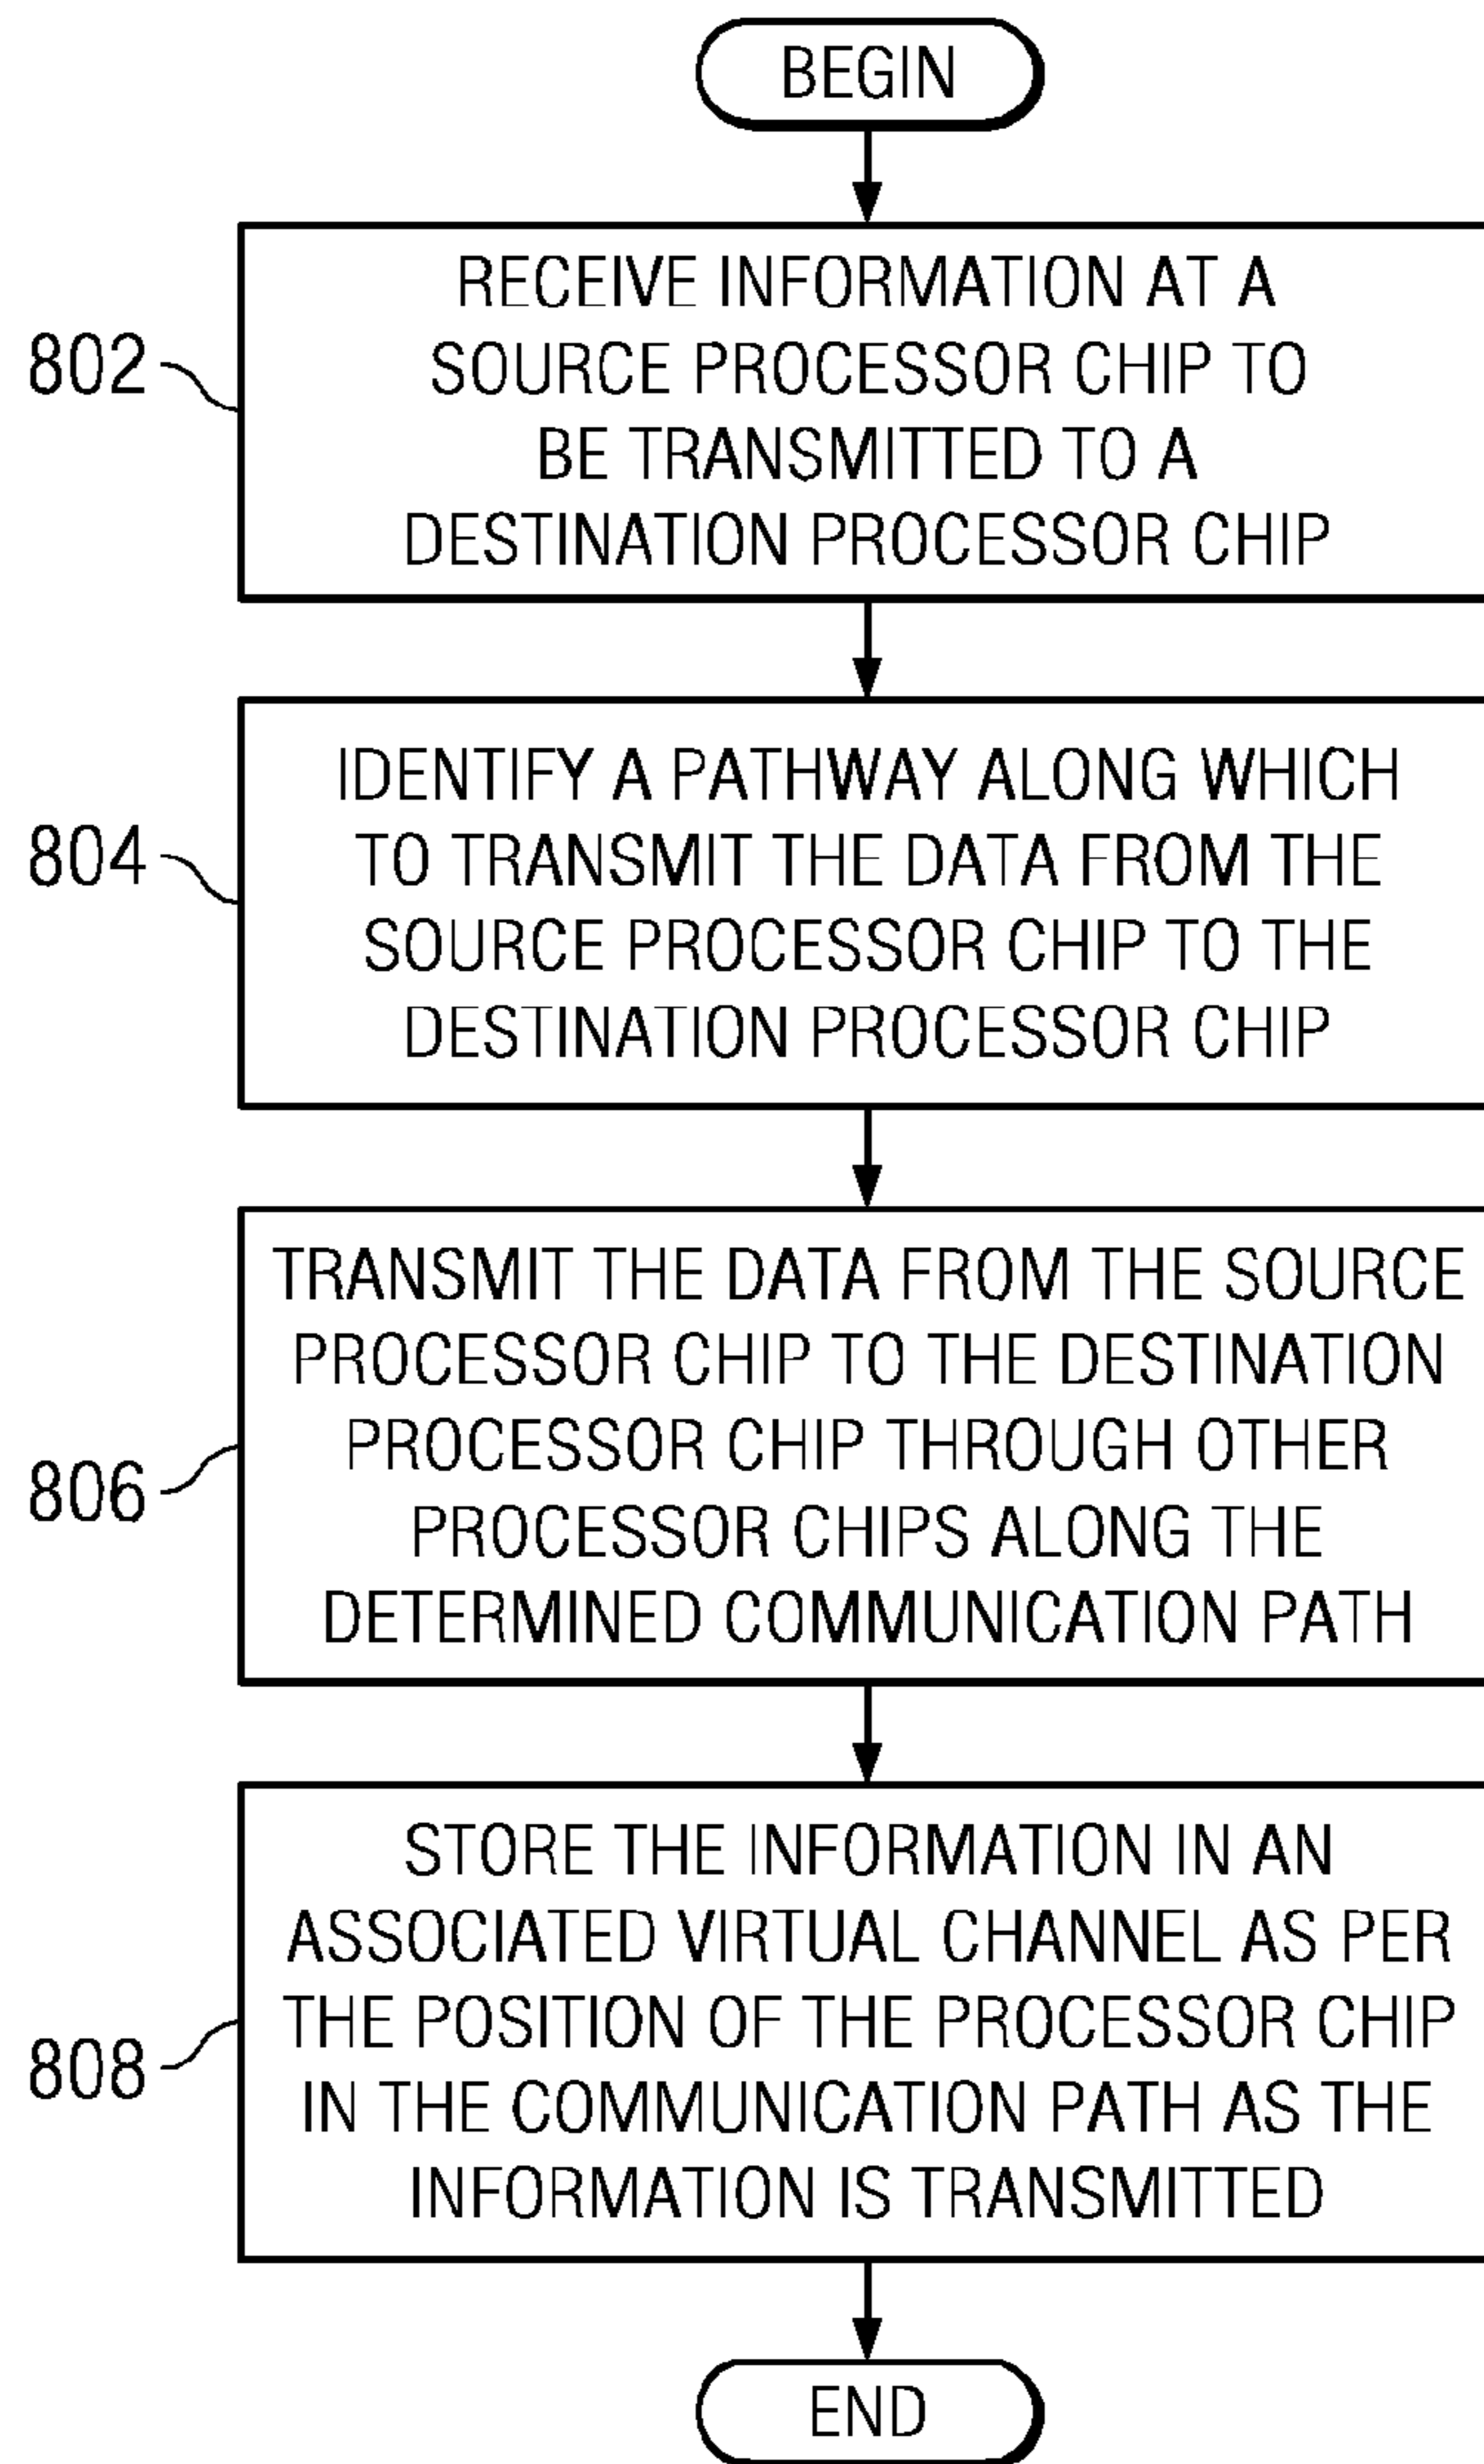 BEGIN
RECEIVE INFORMATION AT A
SOURCE PROCESSOR CHIP TO
BE TRANSMITTED TO A
DESTINATION PROCESSOR CHIP
802
IDENTIFY A PATHWAY ALONG WHICH
TO TRANSMIT THE DATA FROM THE
SOURCE PROCESSOR CHIP TO THE
DESTINATION PROCESSOR CHIP
804
TRANSMIT THE DATA FROM THE SOURCE
PROCESSOR CHIP TO THE DESTINATION
PROCESSOR CHIP THROUGH OTHER
PROCESSOR CHIPS ALONG THE
DETERMINED COMMUNICATION PATH
806
STORE THE INFORMATION IN AN
ASSOCIATED VIRTUAL CHANNEL AS PER
THE POSITION OF THE PROCESSOR CHIP
IN THE COMMUNICATION PATH AS THE
INFORMATION IS TRANSMITTED
808
END